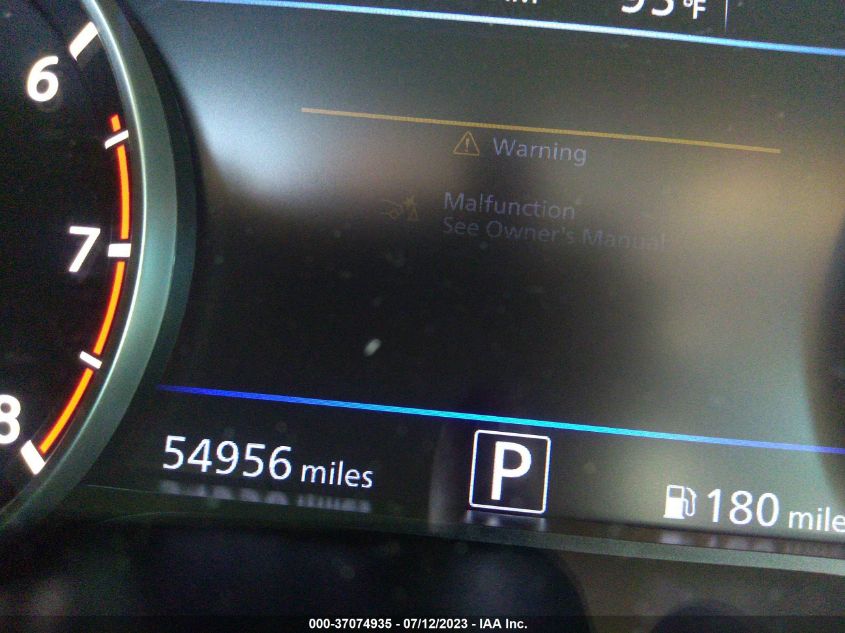 95 °F
6
Warning
Malfunction
See Owner's Manual
7
8
54956 miles
P
180 mile
000-37074935 - 07/12/2023 - IAA Inc.